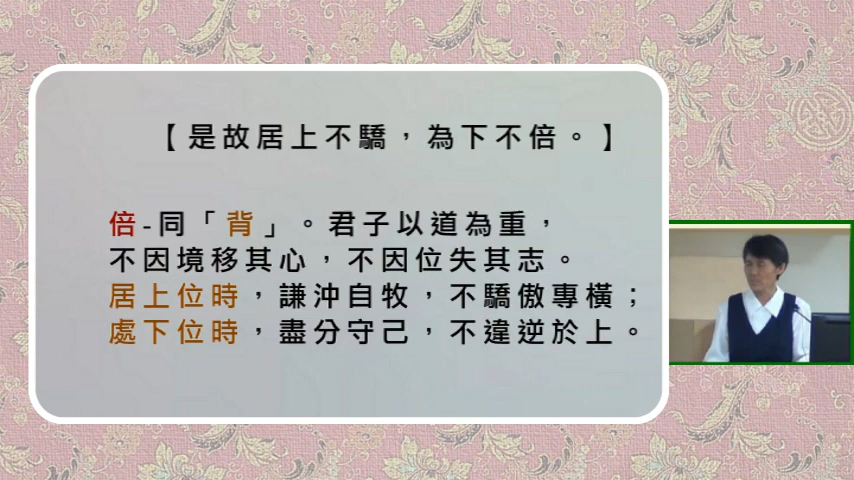 【是故居上不驕，為下不倍。】
倍-同「背」。君子以道為重，
不因境移其心，不因位失其志。
居上位時，謙沖自牧，不驕傲專橫；
處下位時，盡分守己，不違逆於上。